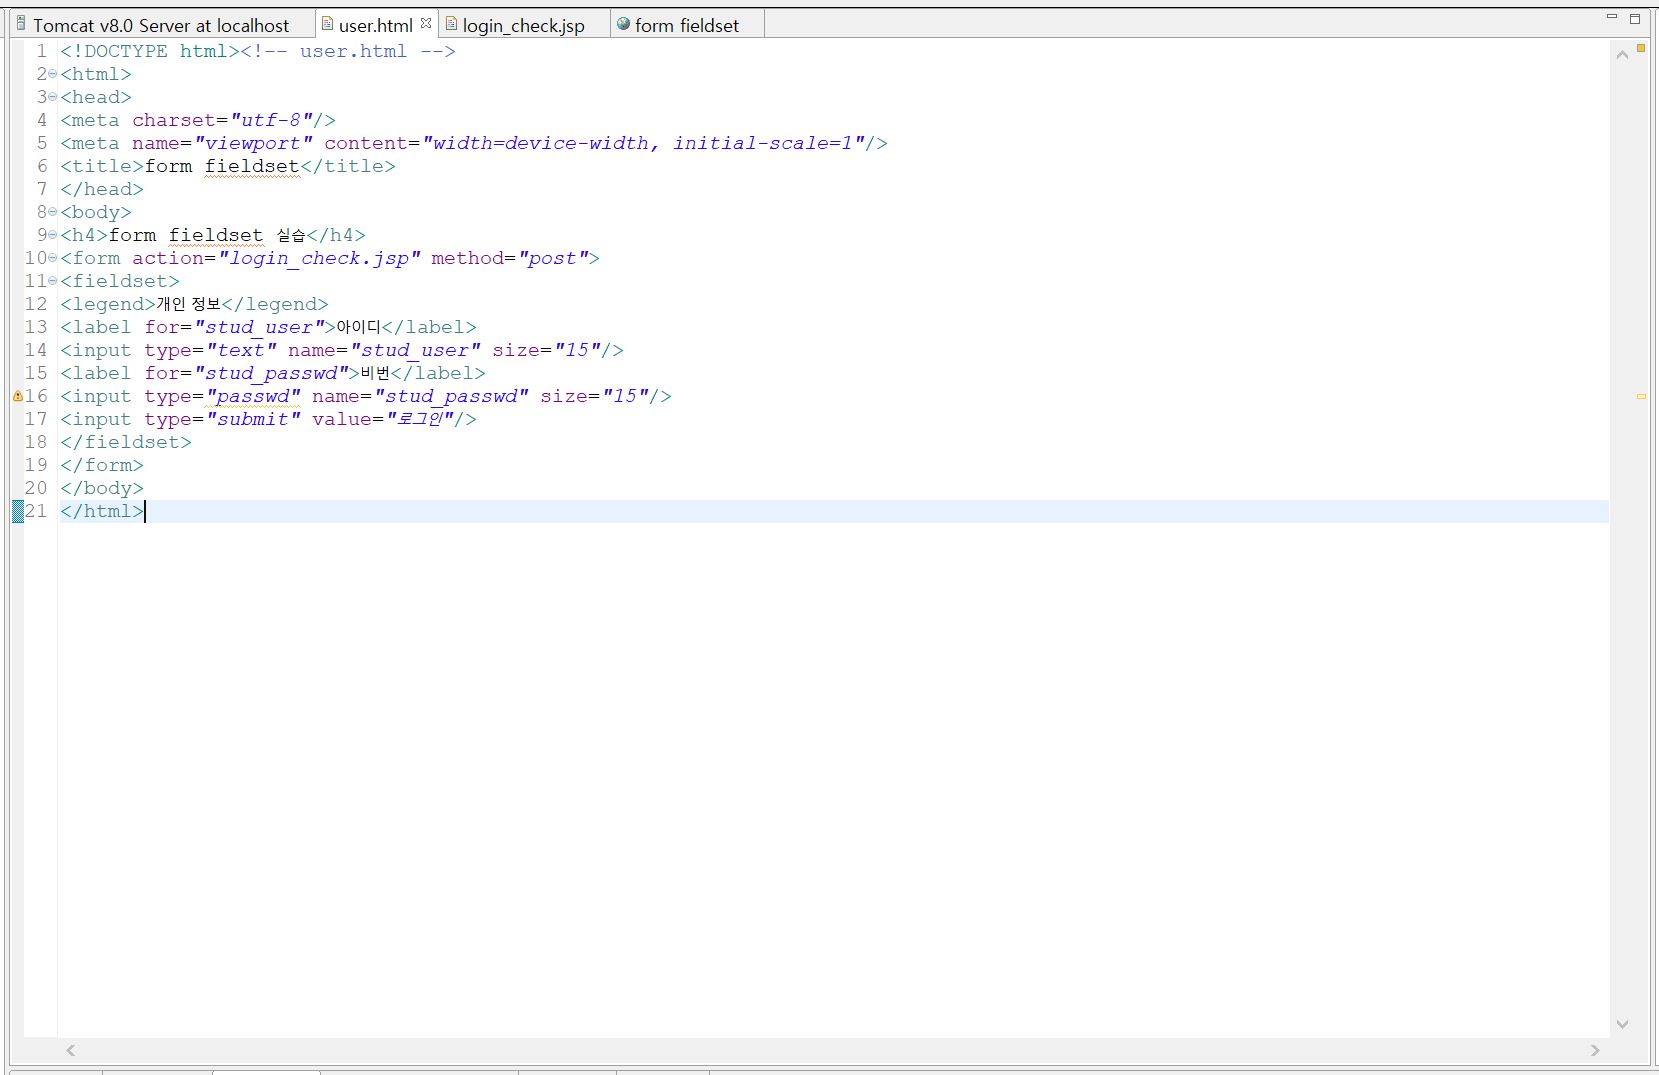 Tomcat v8.0 Server at localhost user.html login_check.jsp form fieldset
1 <!DOCTYPE html><!-- user.html -->
2 <html>
3 <head>
4 <meta charset="utf-8"/>
5 <meta name="viewport" content="width=device-width, initial-scale=1"/>
6 <title>form fieldset</title>
7 </head>
8 <body>
9 <h4>form fieldset 실습</h4>
10 <form action="login_check.jsp" method="post">
11 <fieldset>
12 <legend>개인 정보</legend>
13 <label for="stud_user">아이디</label>
14 <input type="text" name="stud_user" size="15"/>
15 <label for="stud_passwd">비번</label>
16 <input type="passwd" name="stud_passwd" size="15"/>
17 <input type="submit" value="로그인"/>
18 </fieldset>
19 </form>
20 </body>
21 </html>